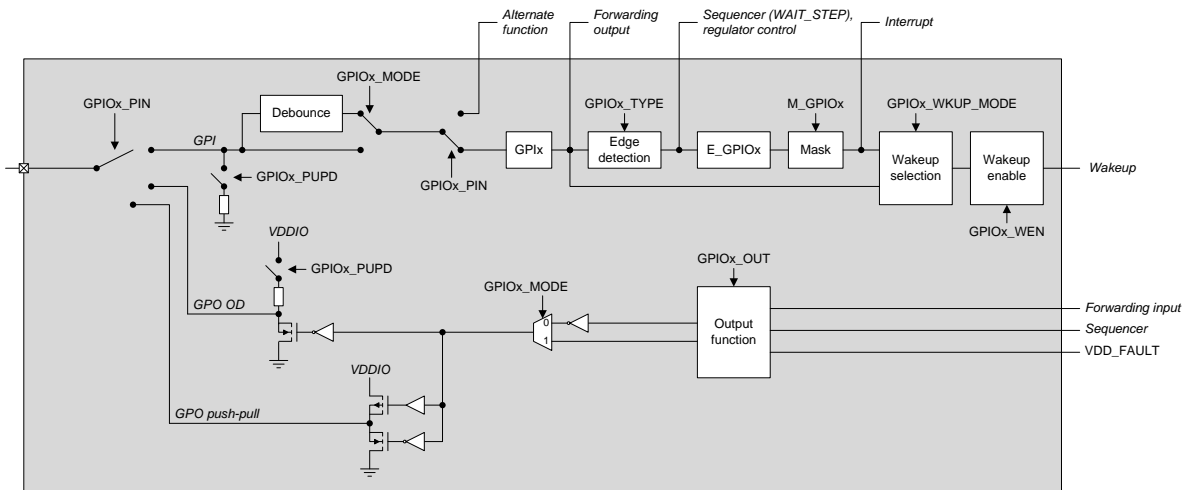 Alternate
function
Forwarding
output
Sequencer (WAIT_STEP),
regulator control
Interrupt
GPIOx_PIN
GPIOx_MODE
Debounce
GPI
GPIOx_PUPD
GPIOx_PIN
GPIx
GPIOx_TYPE
Edge
detection
E_GPIOx
M_GPIOx
Mask
GPIOx_WKUP_MODE
Wakeup
selection
Wakeup
enable
Wakeup
GPIOx_WEN
VDDIO
GPIOx_PUPD
GPO OD
GPIOx_MODE
0
1
GPIOx_OUT
Output
function
Forwarding input
Sequencer
VDD_FAULT
VDDIO
GPO push-pull